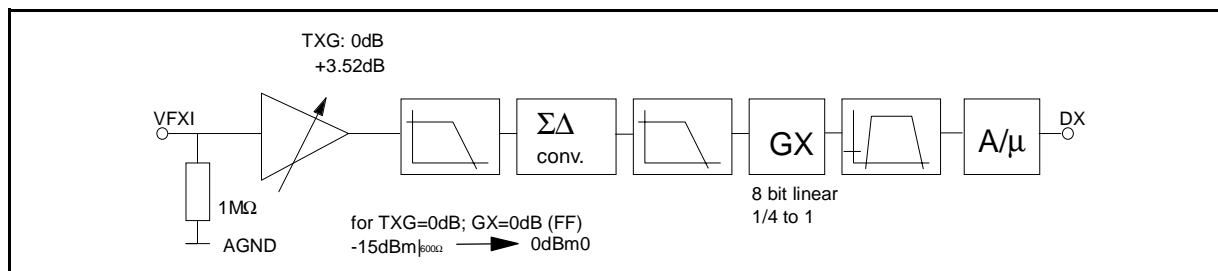 TXG: 0dB
+3.52dB
VFXI
ΣΔ
conv.
GX
A/μ
DX
1MΩ
AGND
8 bit linear
1/4 to 1
for TXG=0dB; GX=0dB (FF)
-15dBm|600Ω 0dBm0